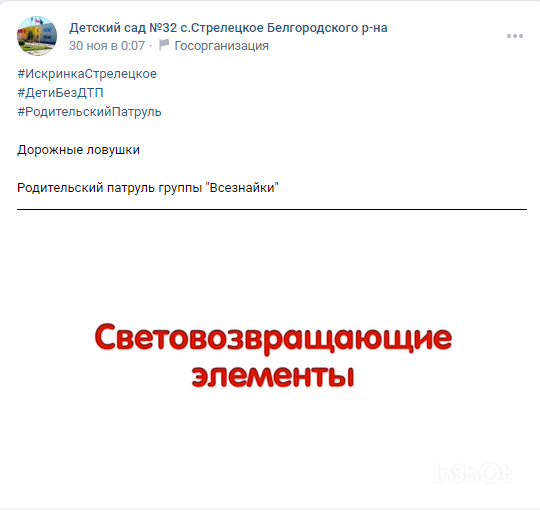 Детский сад №32 с.Стрелецкое Белгородского р-на
30 ноя в 0:07 · Госорганизация
#ИскринкаСтрелецкое
#ДетиБезДТП
#РодительскийПатруль
Дорожные ловушки
Родительский патруль группы "Всезнайки"
Световозвращающие
элементы
InShOt